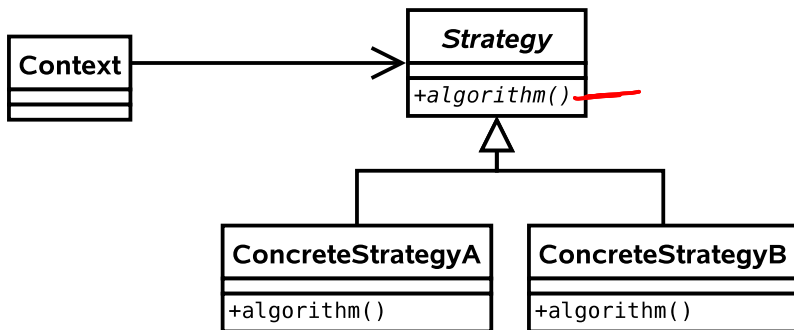 Strategy
Context
+algorithm()
ConcreteStrategyA
ConcreteStrategyB
+algorithm()
+algorithm()